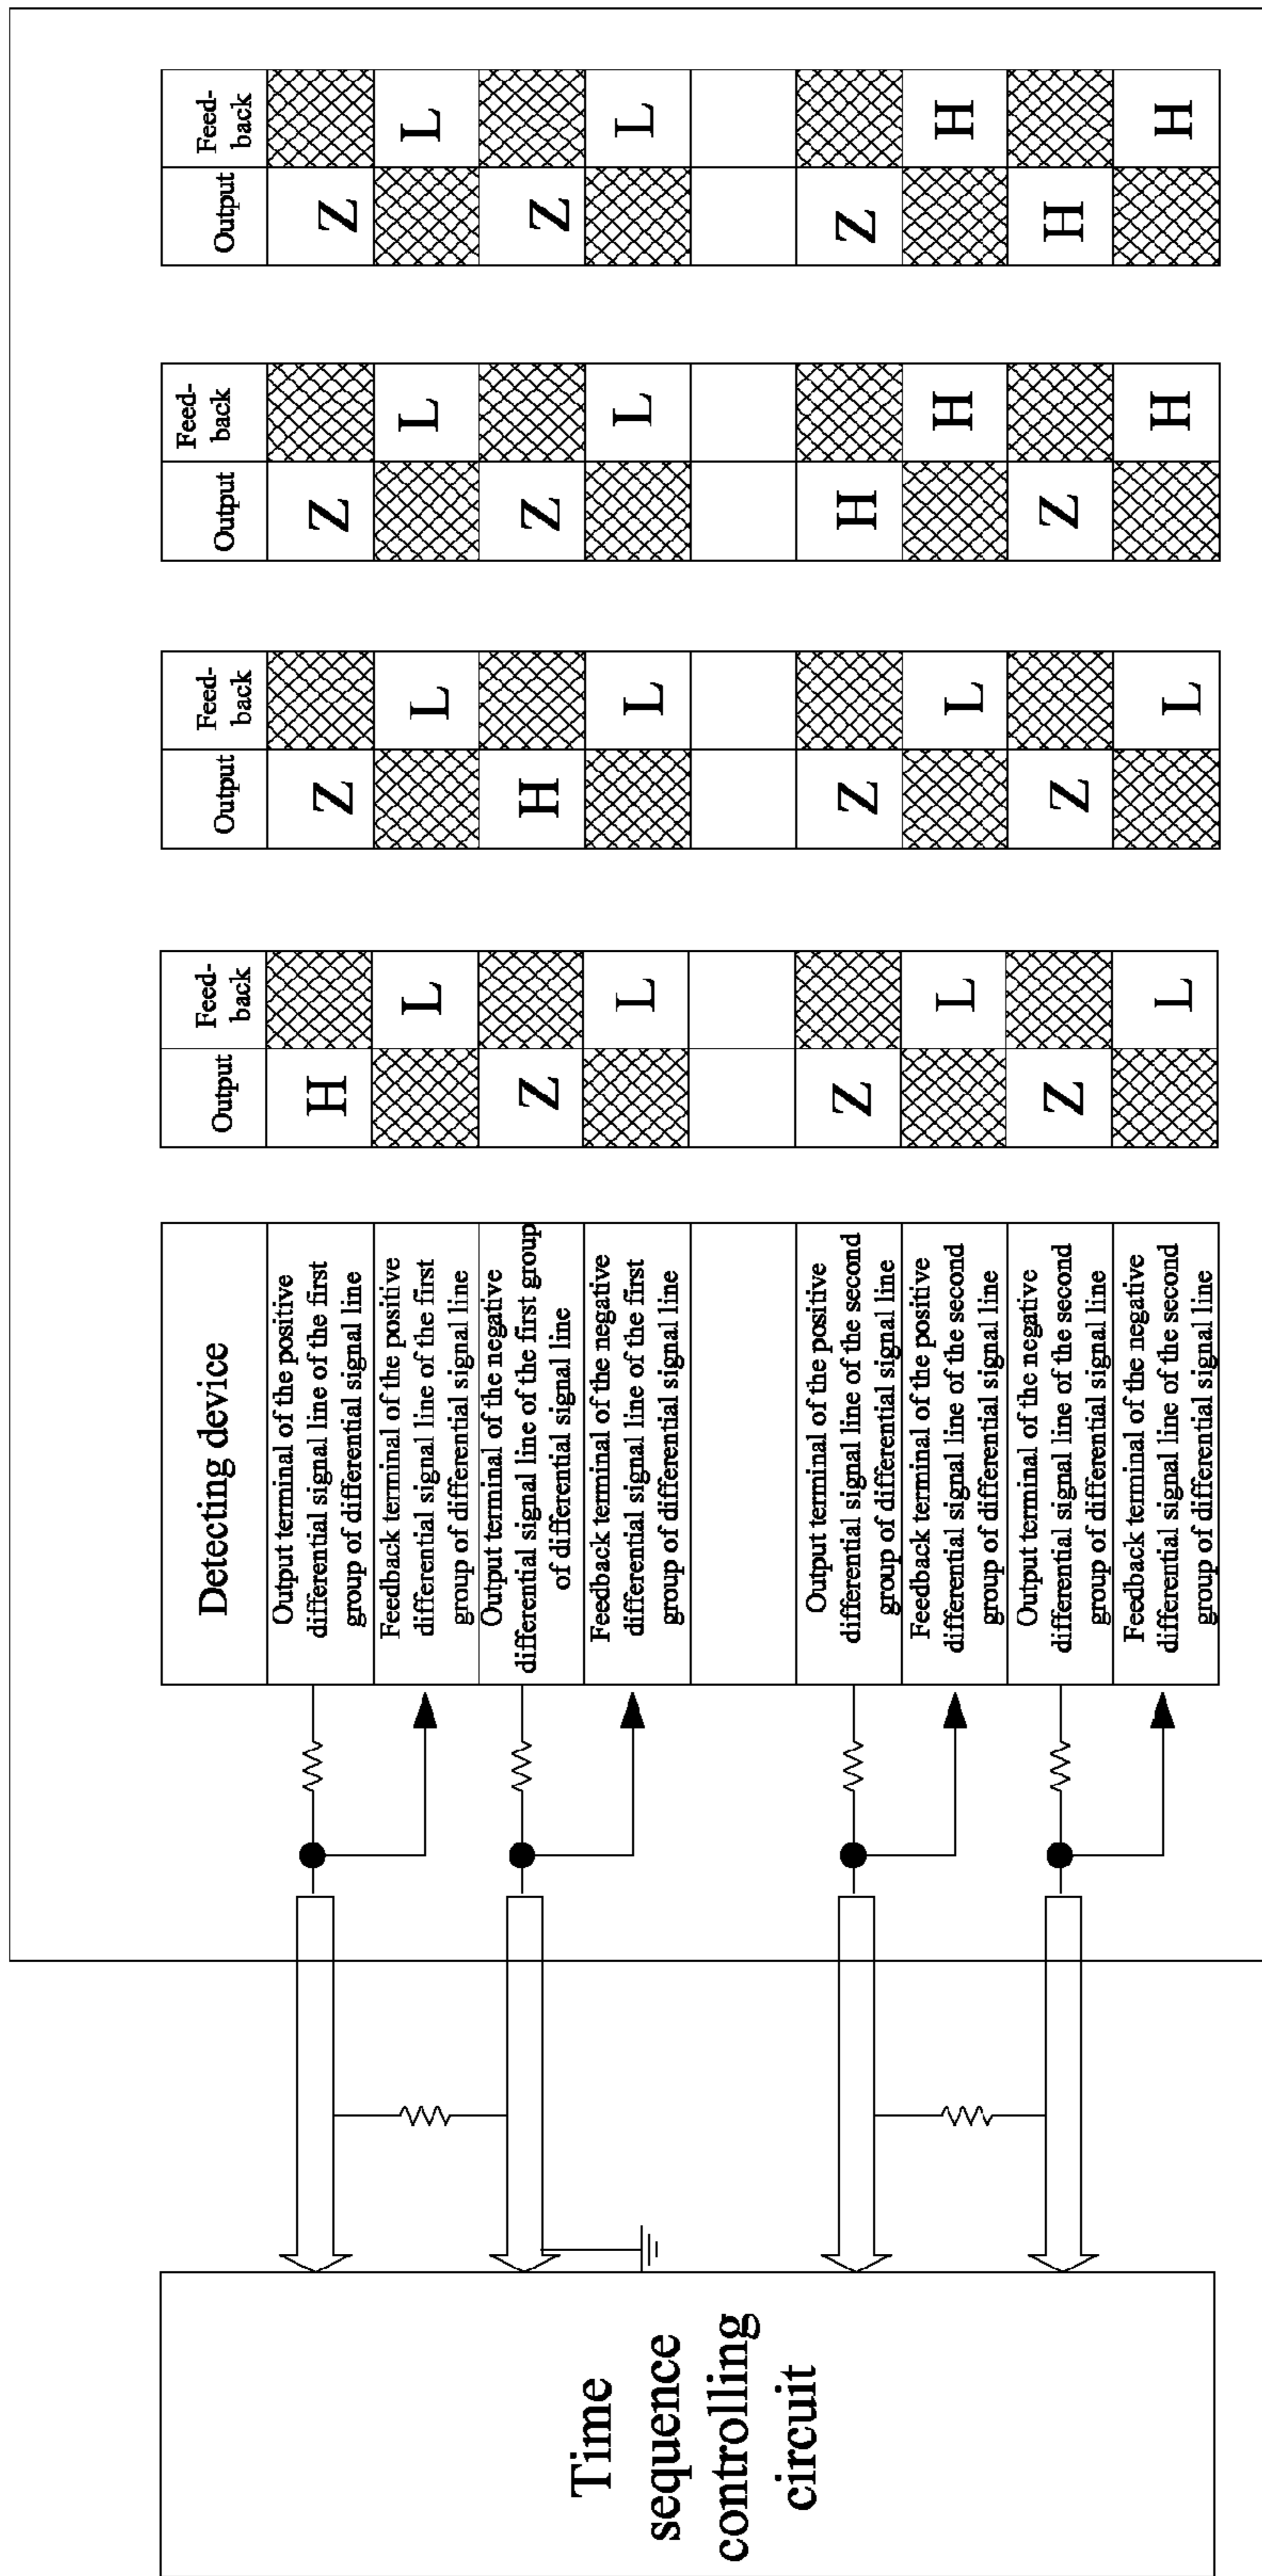 Time
sequence
controlling
circuit
Detecting device
Output terminal of the positive
differential signal line of the first
group of differential signal line
Feedback terminal of the positive
differential signal line of the first
group of differential signal line
Output terminal of the negative
differential signal line of the first group
of differential signal line
Feedback terminal of the negative
differential signal line of the first
group of differential signal line
Output terminal of the positive
differential signal line of the second
group of differential signal line
Feedback terminal of the positive
differential signal line of the second
group of differential signal line
Output terminal of the negative
differential signal line of the second
group of differential signal line
Feedback terminal of the negative
differential signal line of the second
group of differential signal line
Output
Feed-
back
H
L
Z
L
Z
L
Z
L
Output
Feed-
back
Z
L
H
L
Z
L
Z
L
Output
Feed-
back
Z
L
Z
L
H
H
Z
H
Output
Feed-
back
Z
L
Z
L
Z
H
H
H